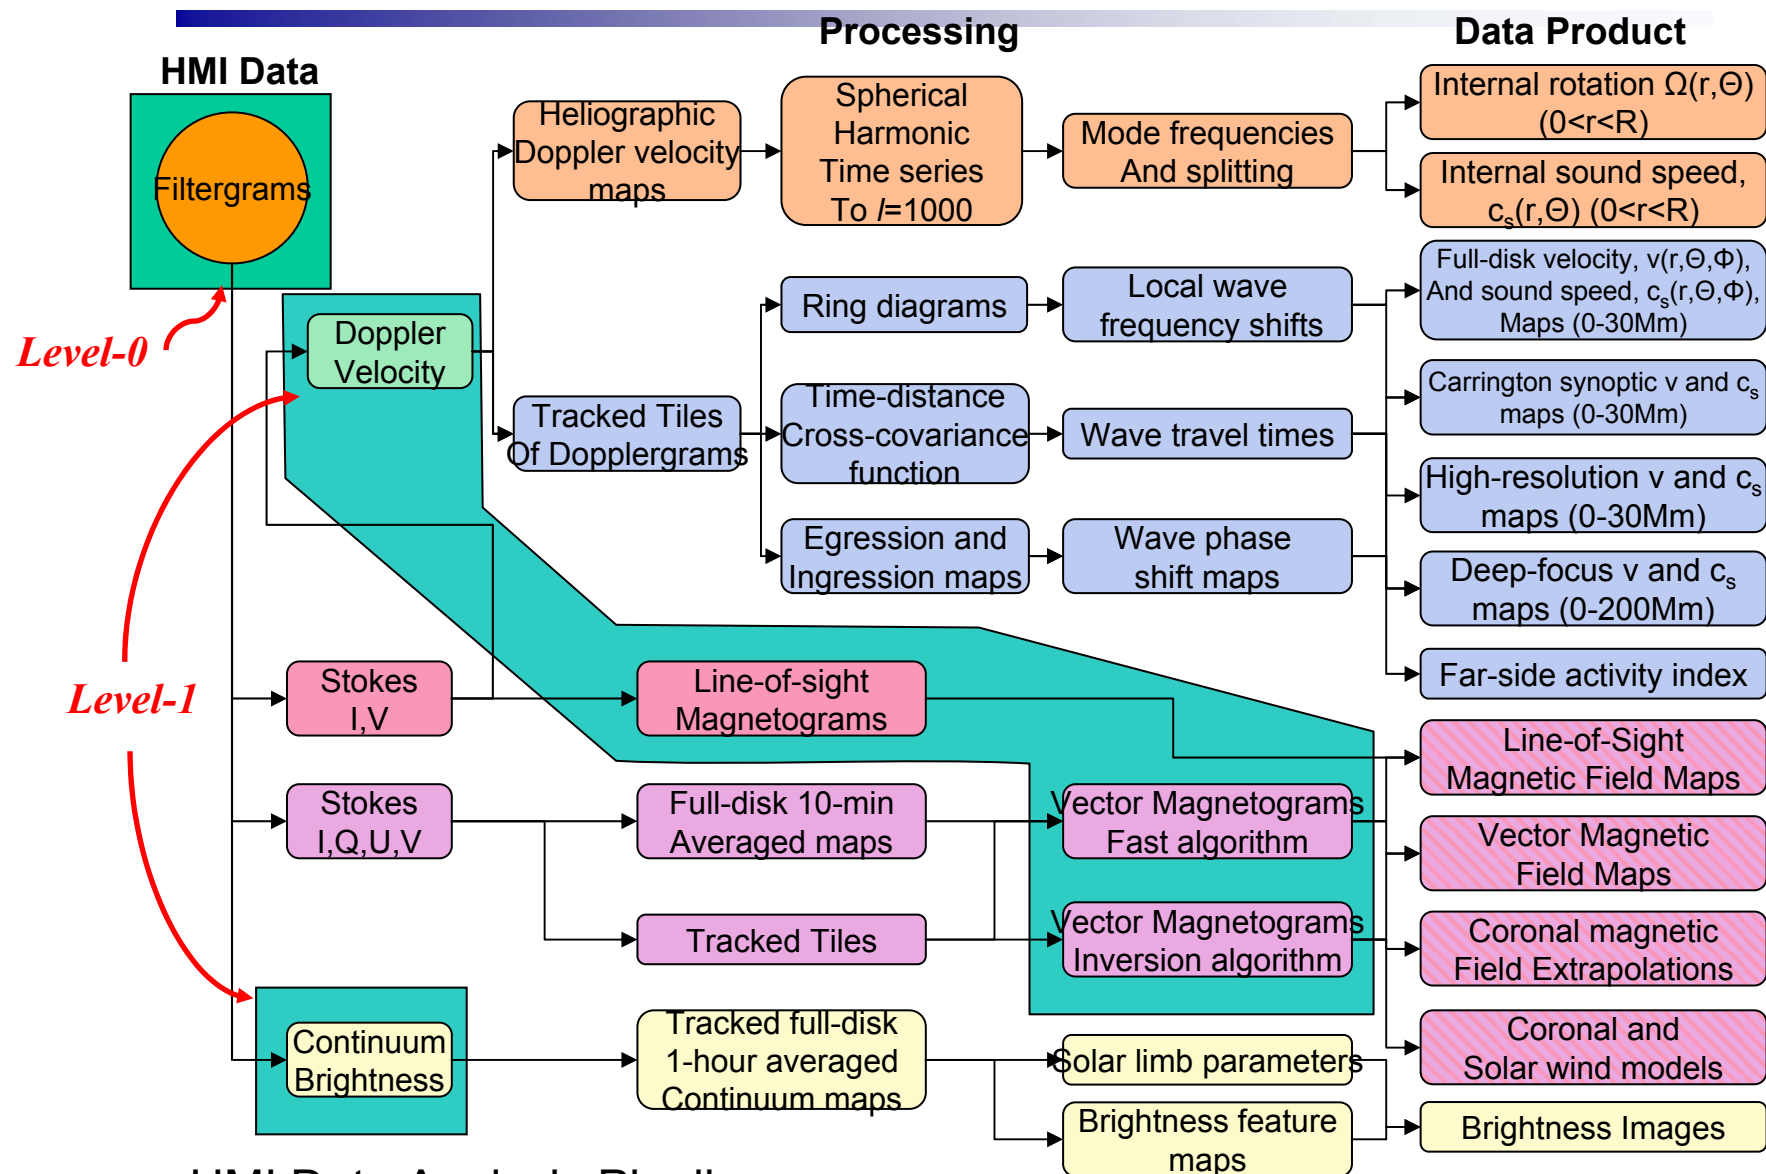 Processing
Data Product
HMI Data
Filtergrams
Level-0
Level-1
Heliographic
Doppler velocity
maps
Spherical
Harmonic
Time series
To l=1000
Mode frequencies
And splitting
Internal rotation Ω(r,Θ)
(0<r<R)
Internal sound speed,
cs(r,Θ) (0<r<R)
Doppler
Velocity
Tracked Tiles
Of Dopplergrams
Ring diagrams
Local wave
frequency shifts
Time-distance
Cross-covariance
function
Wave travel times
Egression and
Ingression maps
Wave phase
shift maps
Full-disk velocity, v(r,Θ,Φ),
And sound speed, cs(r,Θ,Φ),
Maps (0-30Mm)
Carrington synoptic v and cs
maps (0-30Mm)
High-resolution v and cs
maps (0-30Mm)
Deep-focus v and cs
maps (0-200Mm)
Far-side activity index
Stokes
I,V
Line-of-sight
Magnetograms
Line-of-Sight
Magnetic Field Maps
Stokes
I,Q,U,V
Full-disk 10-min
Averaged maps
Vector Magnetograms
Fast algorithm
Vector Magnetic
Field Maps
Tracked Tiles
Vector Magnetograms
Inversion algorithm
Coronal magnetic
Field Extrapolations
Coronal and
Solar wind models
Continuum
Brightness
Tracked full-disk
1-hour averaged
Continuum maps
Solar limb parameters
Brightness feature
maps
Brightness Images
HMI Data Analysis